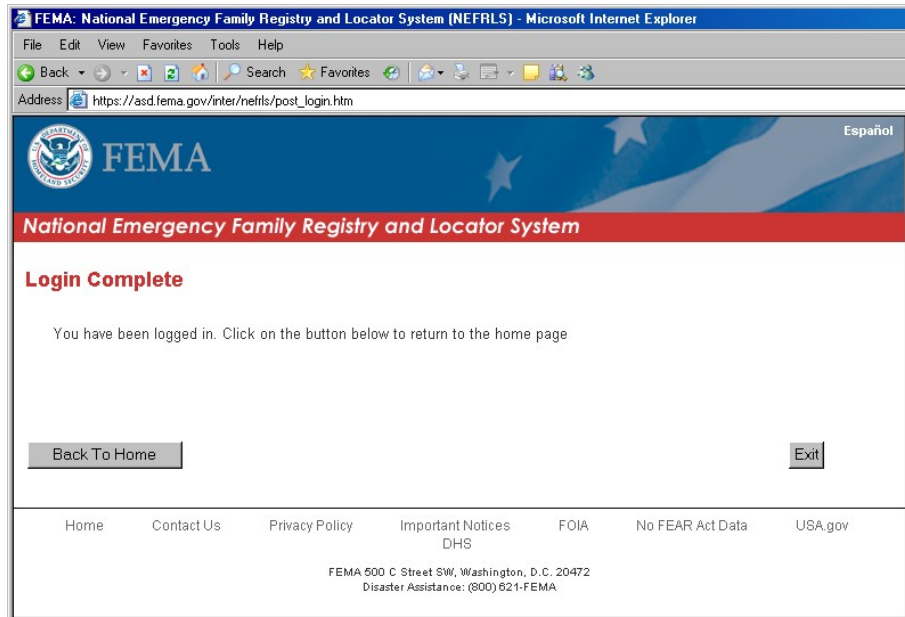 FEMA: National Emergency Family Registry and Locator System (NEFRLS) - Microsoft Internet Explorer
File Edit View Favorites Tools Help
Back Search Favorites
Address https://asd.fema.gov/inter/nefrls/post_login.htm
Español
FEMA
National Emergency Family Registry and Locator System
Login Complete
You have been logged in. Click on the button below to return to the home page
Back To Home Exit
Home Contact Us Privacy Policy Important Notices FOIA No FEAR Act Data USA.gov
DHS
FEMA 500 C Street SW, Washington, D.C. 20472
Disaster Assistance: (800) 621-FEMA